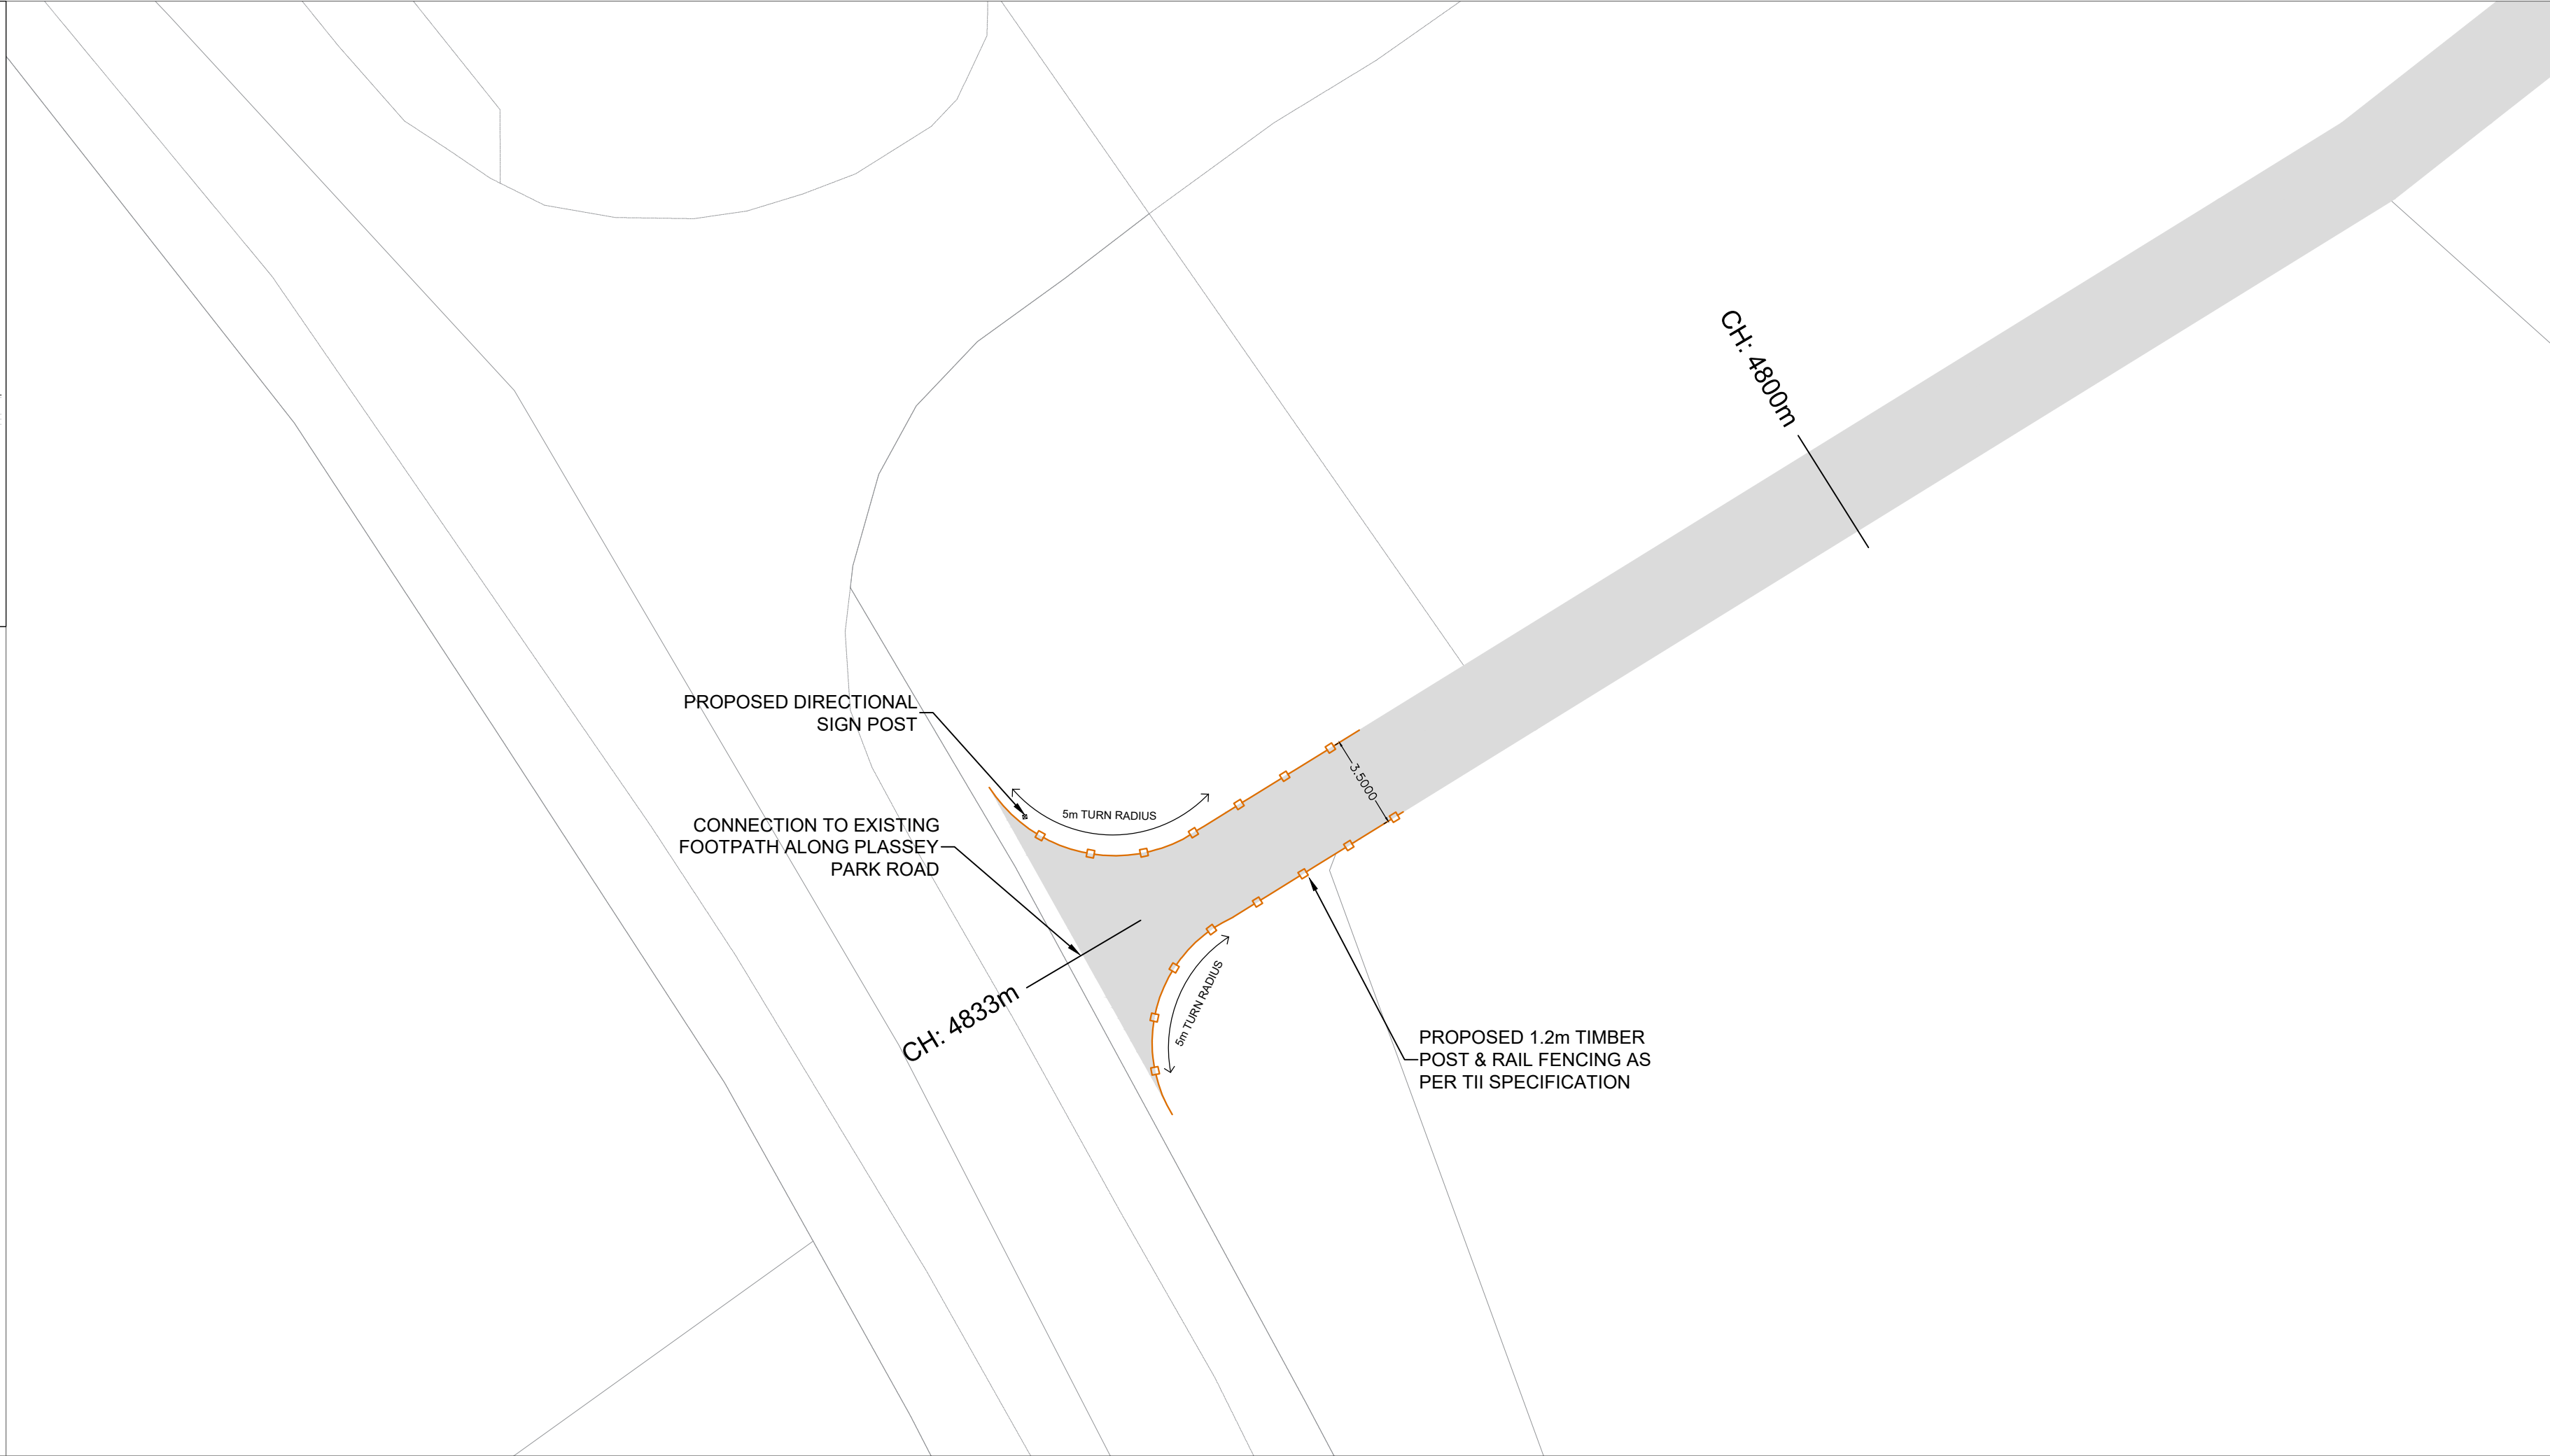 CH: 4800m
PROPOSED DIRECTIONAL
SIGN POST
5m TURN RADIUS
3.5000
CONNECTION TO EXISTING
FOOTPATH ALONG PLASSEY
PARK ROAD
CH: 4833m
5m TURN RADIUS
PROPOSED 1.2m TIMBER
POST & RAIL FENCING AS
PER TII SPECIFICATION